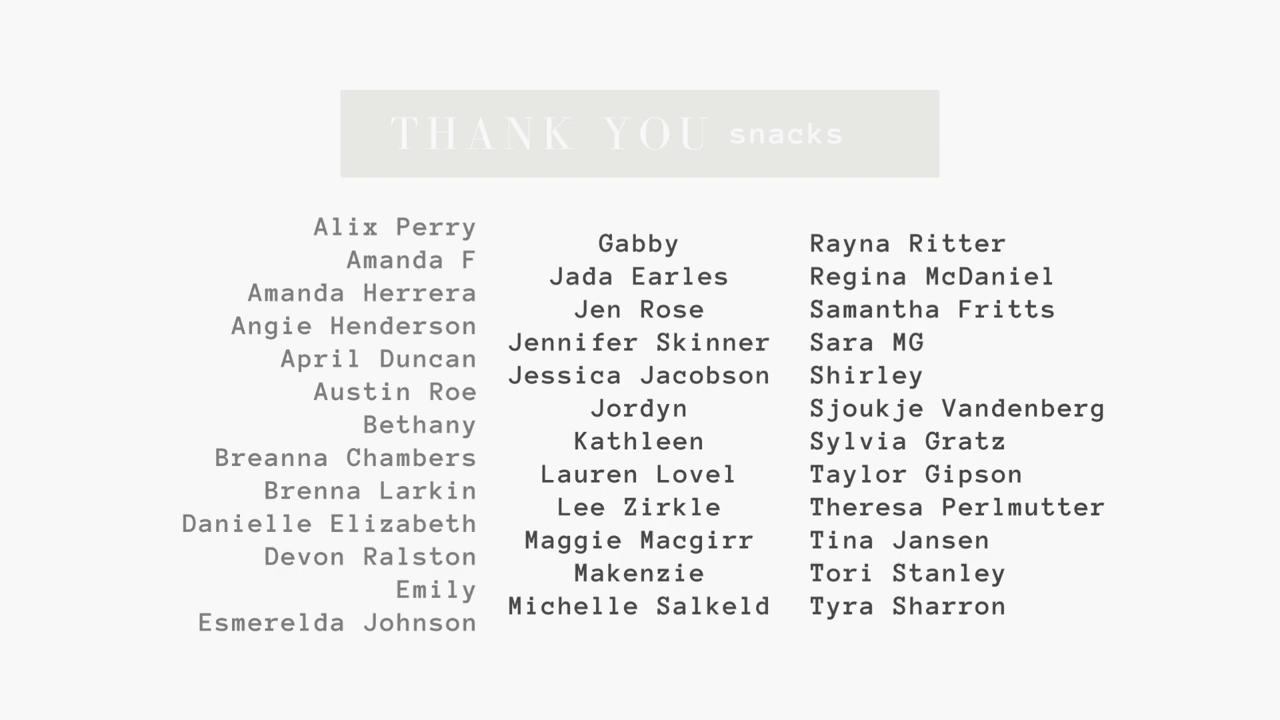 THANK YOU snacks
Alix Perry
Amanda F
Amanda Herrera
Angie Henderson
April Duncan
Austin Roe
Bethany
Breanna Chambers
Brenna Larkin
Danielle Elizabeth
Devon Ralston
Emily
Esmerelda Johnson
Gabby
Jada Earles
Jen Rose
Jennifer Skinner
Jessica Jacobson
Jordyn
Kathleen
Lauren Lovel
Lee Zirkle
Maggie Macgirr
Makenzie
Michelle Salkeld
Rayna Ritter
Regina McDaniel
Samantha Fritts
Sara MG
Shirley
Sjoukje Vandenberg
Sylvia Gratz
Taylor Gipson
Theresa Perlmutter
Tina Jansen
Tori Stanley
Tyra Sharron